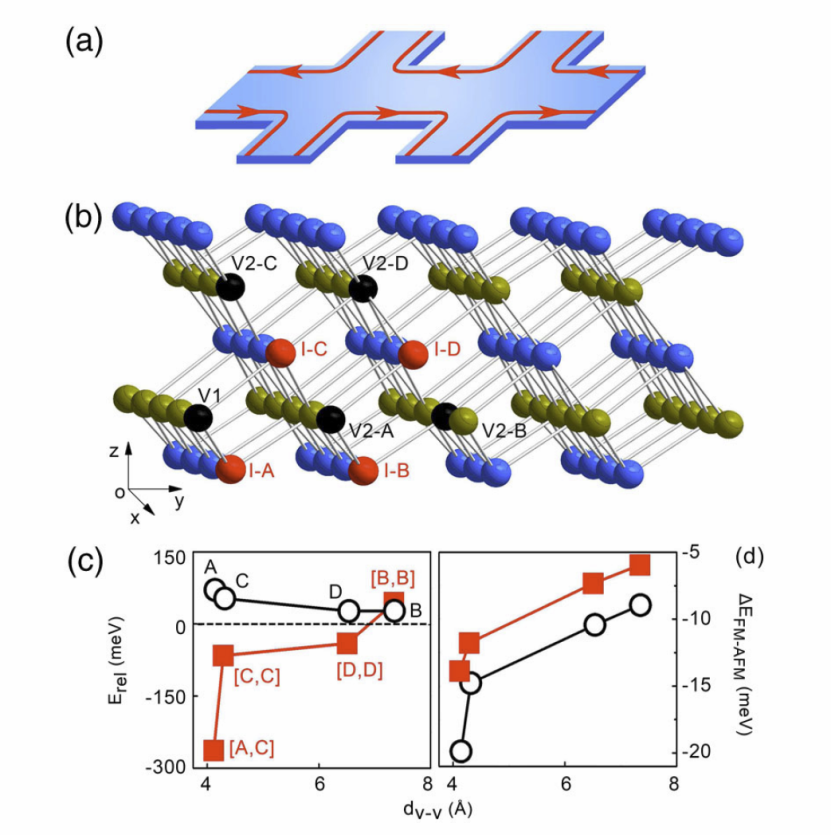 (a)
(b)
V2-C V2-D
I-C I-D
V1 V2-A V2-B
z
o y
x
I-A I-B
(c) 150 A C D [B,B] B -5 (d)
0 -10
[C,C] [D,D]
-150 -15
[A,C]
-300 -20
4 6 8 4 6 8
E_rel (meV)
ΔE_FM-AFM (meV)
d_V-V (Å)